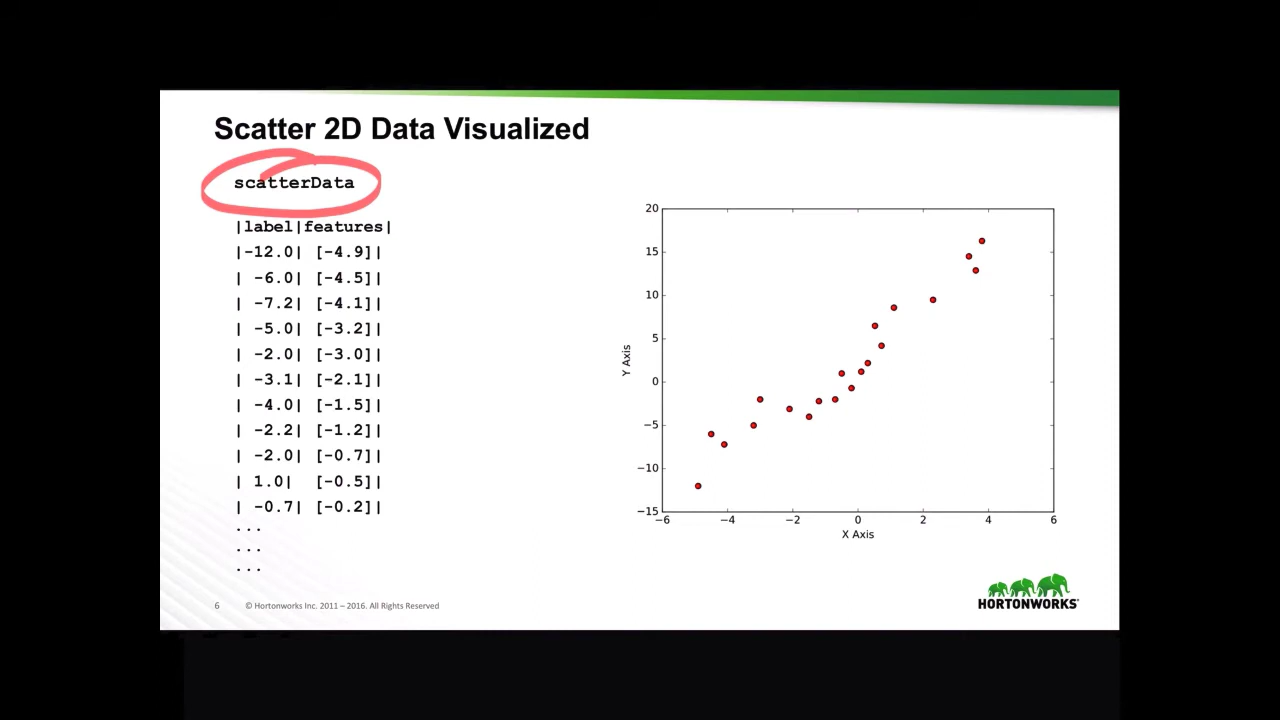 Scatter 2D Data Visualized
scatterData
|label|features|
|-12.0| [-4.9]|
| -6.0| [-4.5]|
| -7.2| [-4.1]|
| -5.0| [-3.2]|
| -2.0| [-3.0]|
| -3.1| [-2.1]|
| -4.0| [-1.5]|
| -2.2| [-1.2]|
| -2.0| [-0.7]|
| 1.0| [-0.5]|
| -0.7| [-0.2]|
...
...
...
20
15
10
5
0
−5
−10
−15
Y Axis
−6 −4 −2 0 2 4 6
X Axis
6 © Hortonworks Inc. 2011 – 2016. All Rights Reserved
HORTONWORKS®